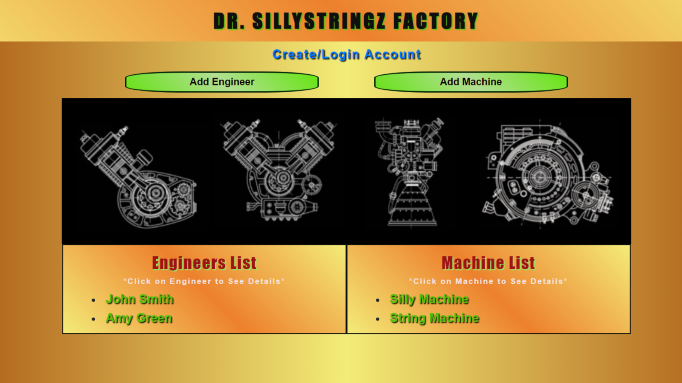 DR. SILLYSTRINGZ FACTORY
Create/Login Account
Add Engineer
Add Machine
Engineers List
*Click on Engineer to See Details*
John Smith
Amy Green
Machine List
*Click on Machine to See Details*
Silly Machine
String Machine